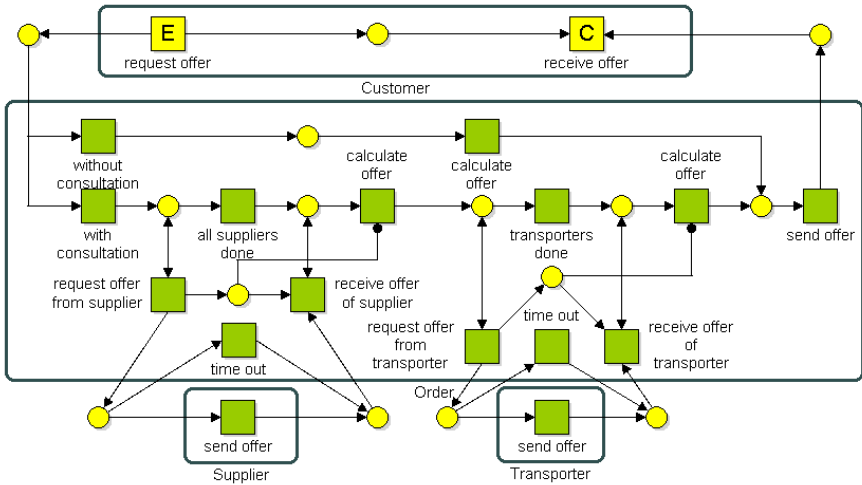 E
C
request offer
receive offer
Customer
without
consultation
calculate
offer
calculate
offer
calculate
offer
with
consultation
all suppliers
done
transporters
done
send offer
request offer
from supplier
receive offer
of supplier
time out
request offer
from
transporter
time out
receive offer
of
transporter
Order
send offer
Supplier
send offer
Transporter